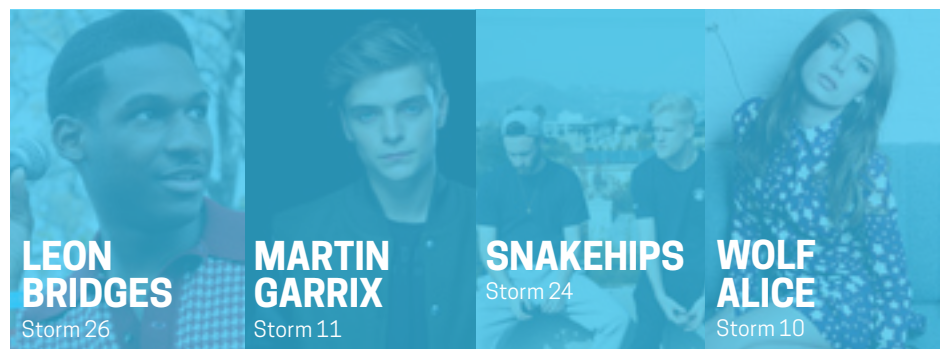 LEON
BRIDGES
Storm 26
MARTIN
GARRIX
Storm 11
SNAKEHIPS
Storm 24
WOLF
ALICE
Storm 10